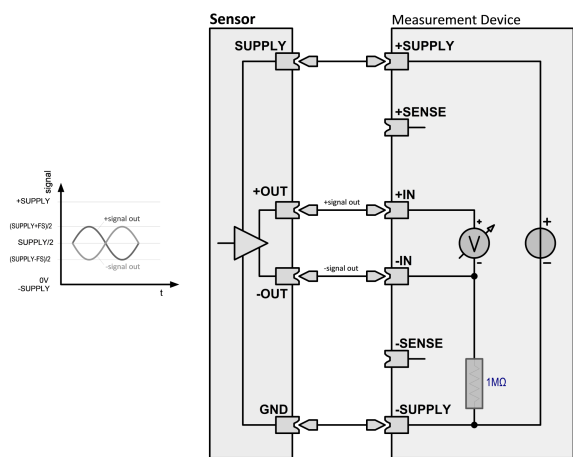 Sensor
Measurement Device
SUPPLY
+SUPPLY
+SENSE
+OUT
+signal out
+IN
+
V
-
+
-
-IN
-signal out
-OUT
-SENSE
1MΩ
GND
-SUPPLY
signal
+SUPPLY
(SUPPLY+FS)/2
+signal out
SUPPLY/2
(SUPPLY-FS)/2
-signal out
0V
-SUPPLY
t